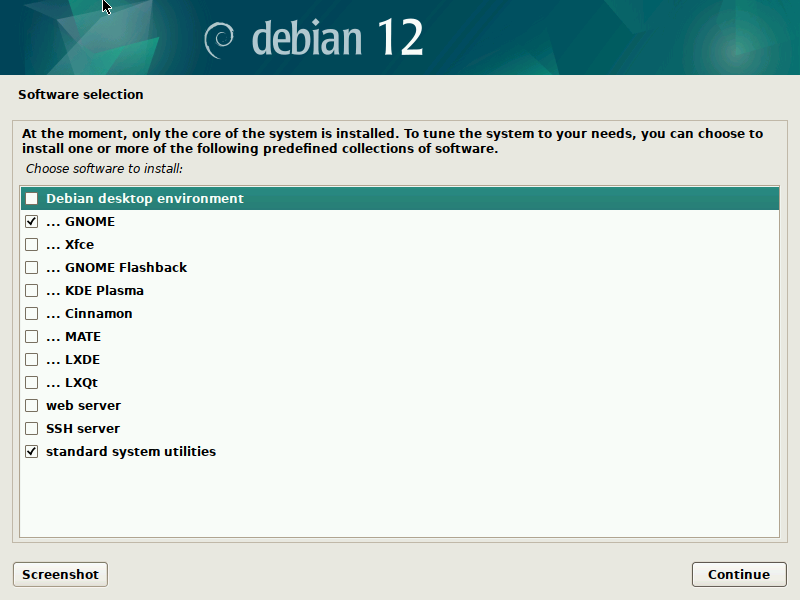 debian 12
Software selection
At the moment, only the core of the system is installed. To tune the system to your needs, you can choose to
install one or more of the following predefined collections of software.
Choose software to install:
Debian desktop environment
... GNOME
... Xfce
... GNOME Flashback
... KDE Plasma
... Cinnamon
... MATE
... LXDE
... LXQt
web server
SSH server
standard system utilities
Screenshot
Continue